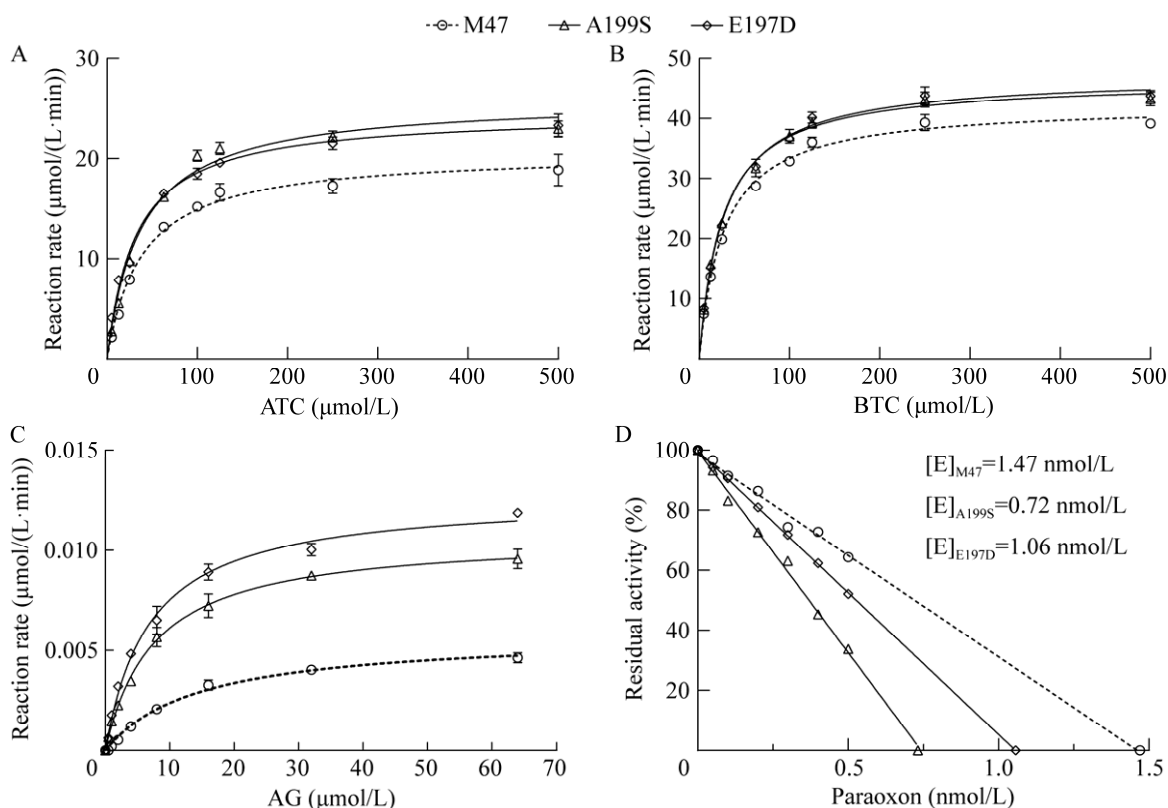 M47 A199S E197D
A
Reaction rate (μmol/(L·min))
30
20
10
0 100 200 300 400 500
ATC (μmol/L)
B
Reaction rate (μmol/(L·min))
50
40
30
20
10
0 100 200 300 400 500
BTC (μmol/L)
C
Reaction rate (μmol/(L·min))
0.015
0.010
0.005
0 10 20 30 40 50 60 70
AG (μmol/L)
D
Residual activity (%)
100
80
60
40
20
0 0.5 1.0 1.5
Paraoxon (nmol/L)
[E]M47=1.47 nmol/L
[E]A199S=0.72 nmol/L
[E]E197D=1.06 nmol/L